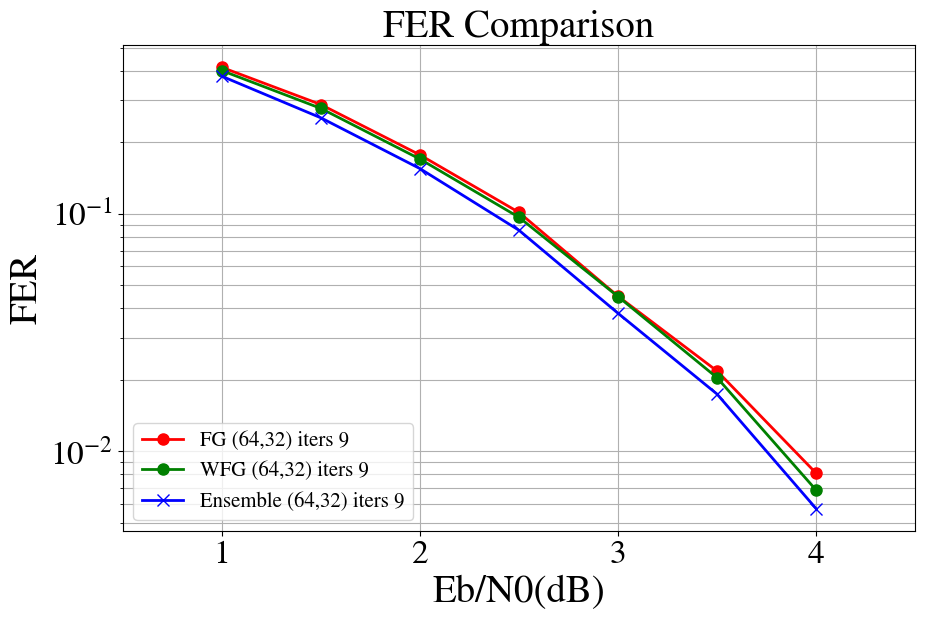 FER Comparison
FER
10⁻¹
10⁻²
FG (64,32) iters 9
WFG (64,32) iters 9
Ensemble (64,32) iters 9
1 2 3 4
Eb/N0(dB)